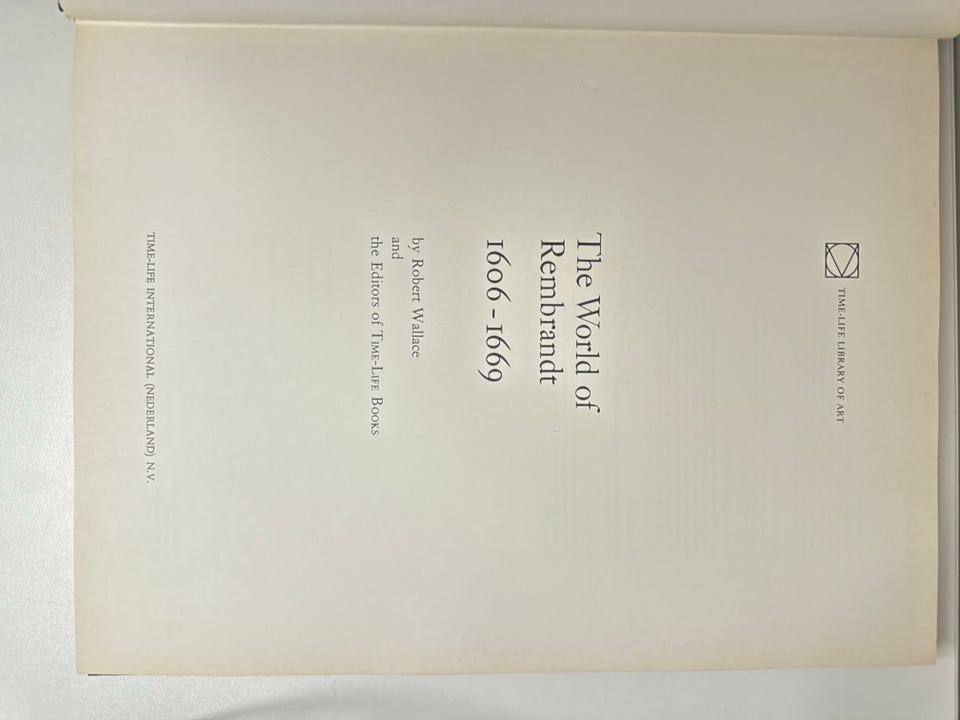 TIME-LIFE LIBRARY OF ART
The World of
Rembrandt
1606-1669
by Robert Wallace
and
the Editors of TIME-LIFE BOOKS
TIME-LIFE INTERNATIONAL (NEDERLAND) N.V.